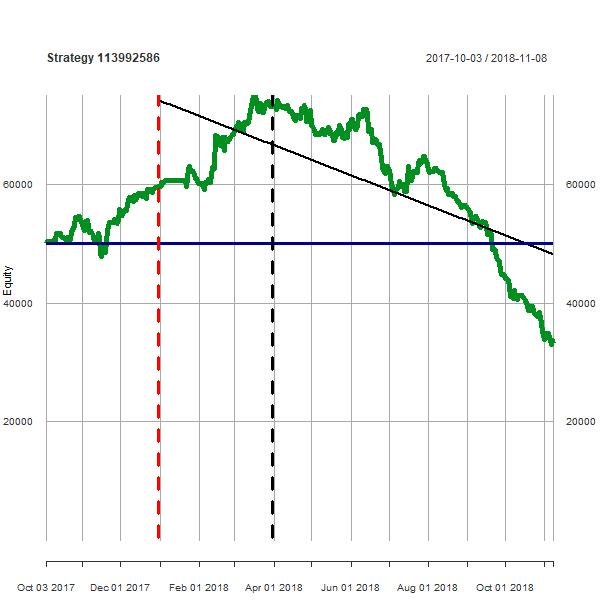 Strategy 113992586 2017-10-03 / 2018-11-08
60000 60000
Equity
40000 40000
20000 20000
Oct 03 2017 Dec 01 2017 Feb 01 2018 Apr 01 2018 Jun 01 2018 Aug 01 2018 Oct 01 2018